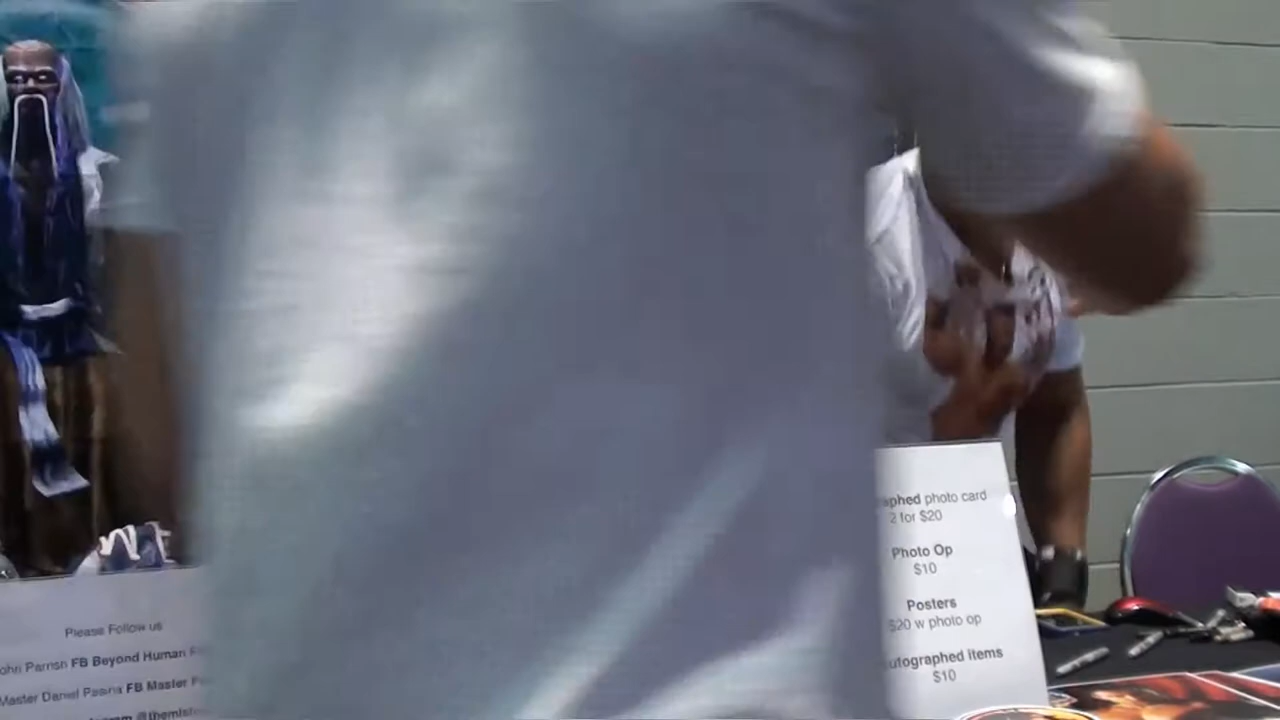 aphed photo card
2 for $20
Photo Op
$10
Posters
$20 w photo op
utographed items
$10
Please Follow us
ohn Parrish FB Beyond Human
Master Daniel FB Master